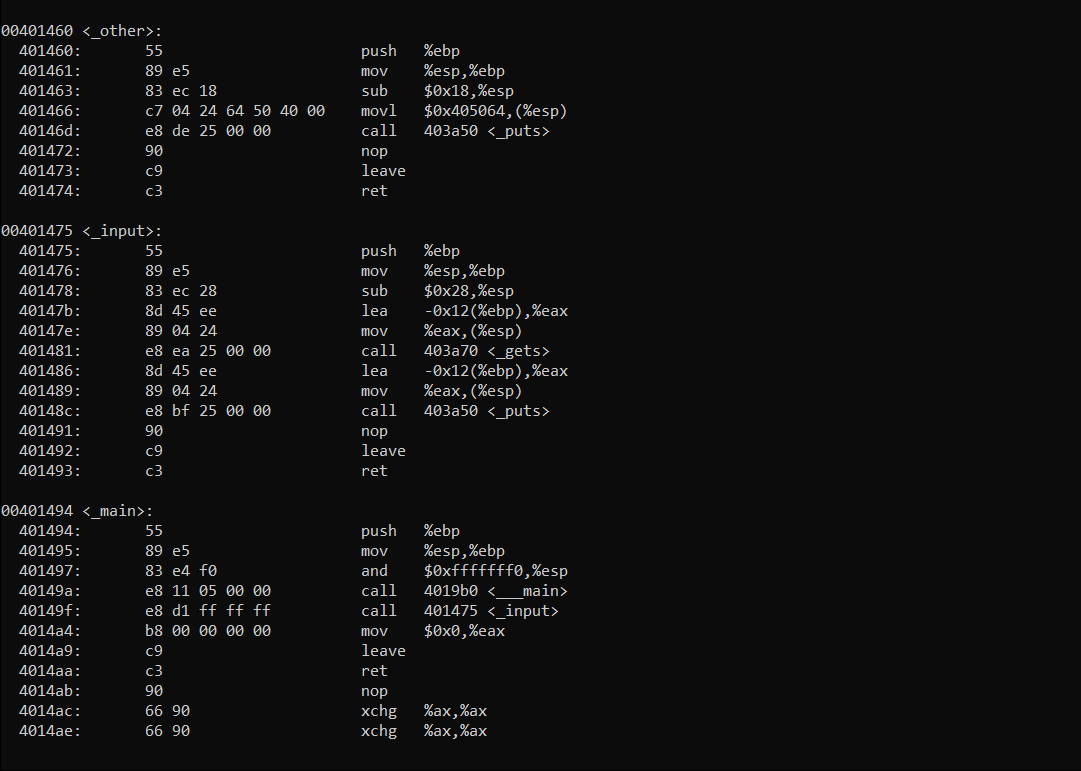 00401460 <_other>:
  401460:       55                      push   %ebp
  401461:       89 e5                   mov    %esp,%ebp
  401463:       83 ec 18                sub    $0x18,%esp
  401466:       c7 04 24 64 50 40 00    movl   $0x405064,(%esp)
  40146d:       e8 de 25 00 00          call   403a50 <_puts>
  401472:       90                      nop
  401473:       c9                      leave
  401474:       c3                      ret
00401475 <_input>:
  401475:       55                      push   %ebp
  401476:       89 e5                   mov    %esp,%ebp
  401478:       83 ec 28                sub    $0x28,%esp
  40147b:       8d 45 ee                lea    -0x12(%ebp),%eax
  40147e:       89 04 24                mov    %eax,(%esp)
  401481:       e8 ea 25 00 00          call   403a70 <_gets>
  401486:       8d 45 ee                lea    -0x12(%ebp),%eax
  401489:       89 04 24                mov    %eax,(%esp)
  40148c:       e8 bf 25 00 00          call   403a50 <_puts>
  401491:       90                      nop
  401492:       c9                      leave
  401493:       c3                      ret
00401494 <_main>:
  401494:       55                      push   %ebp
  401495:       89 e5                   mov    %esp,%ebp
  401497:       83 e4 f0                and    $0xfffffff0,%esp
  40149a:       e8 11 05 00 00          call   4019b0 <___main>
  40149f:       e8 d1 ff ff ff          call   401475 <_input>
  4014a4:       b8 00 00 00 00          mov    $0x0,%eax
  4014a9:       c9                      leave
  4014aa:       c3                      ret
  4014ab:       90                      nop
  4014ac:       66 90                   xchg   %ax,%ax
  4014ae:       66 90                   xchg   %ax,%ax